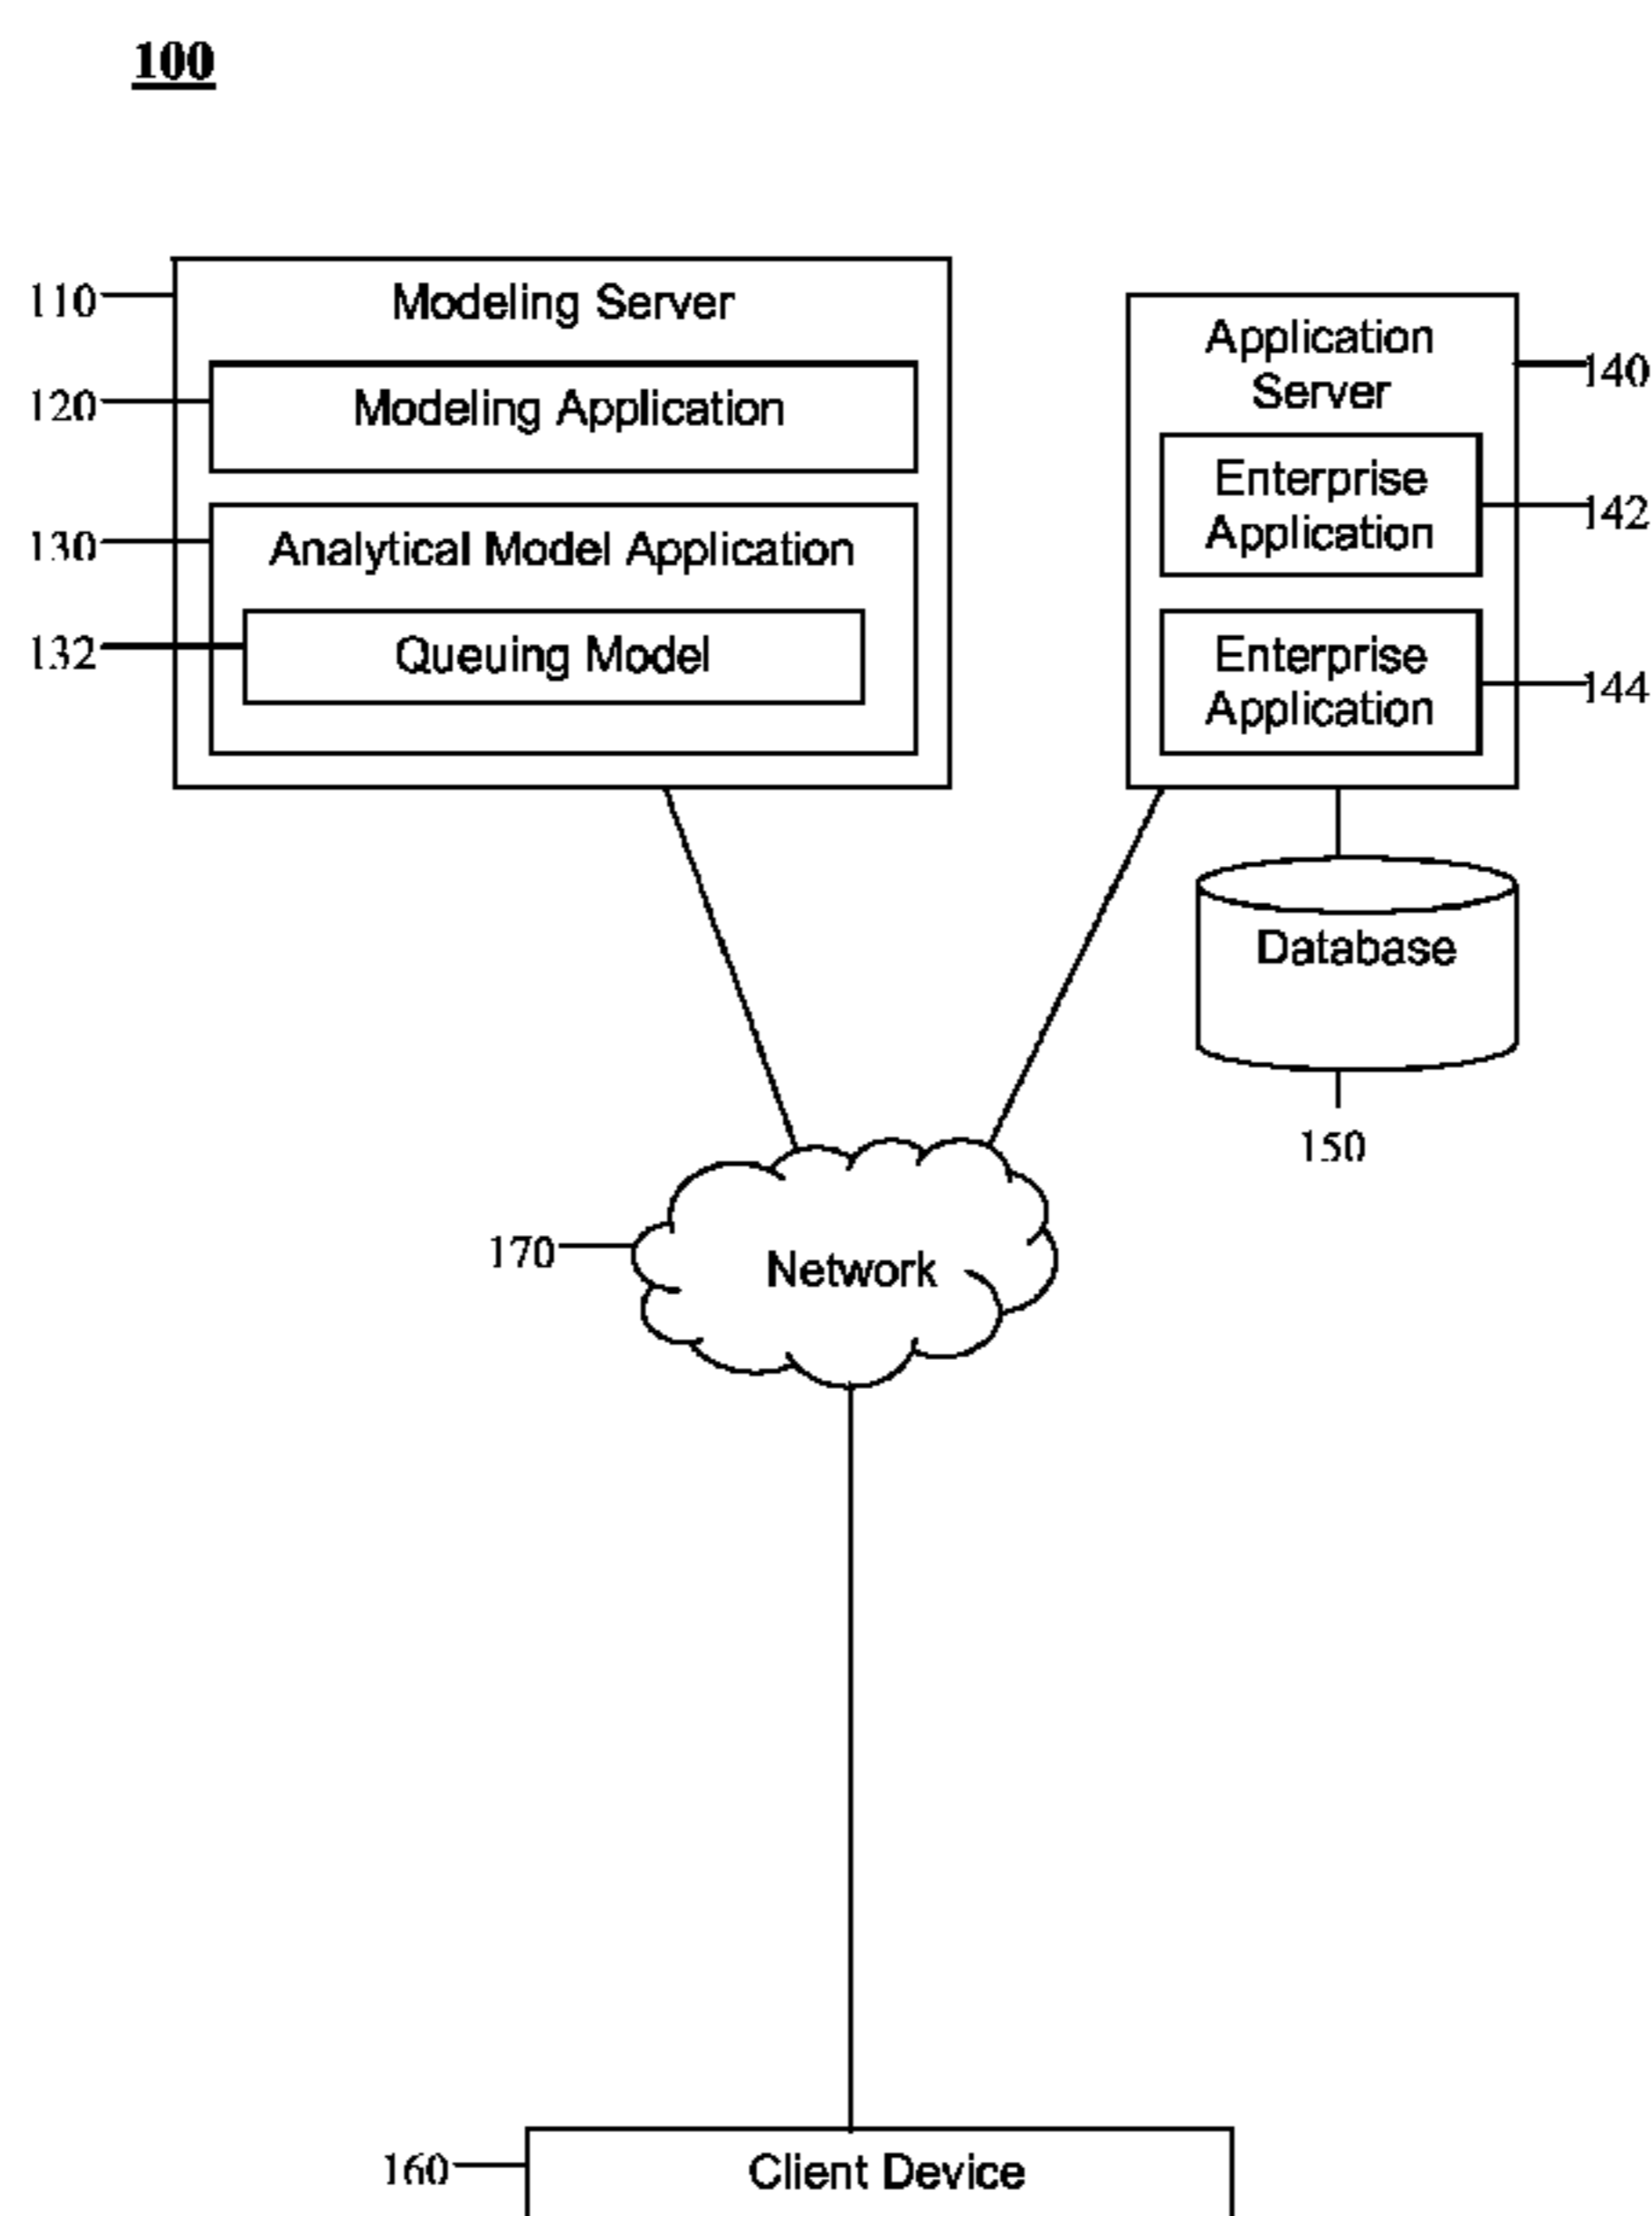 100
110
Modeling Server
120
Modeling Application
130
Analytical Model Application
132
Queuing Model
Application
Server
140
Enterprise
Application
142
Enterprise
Application
144
Database
150
170
Network
160
Client Device